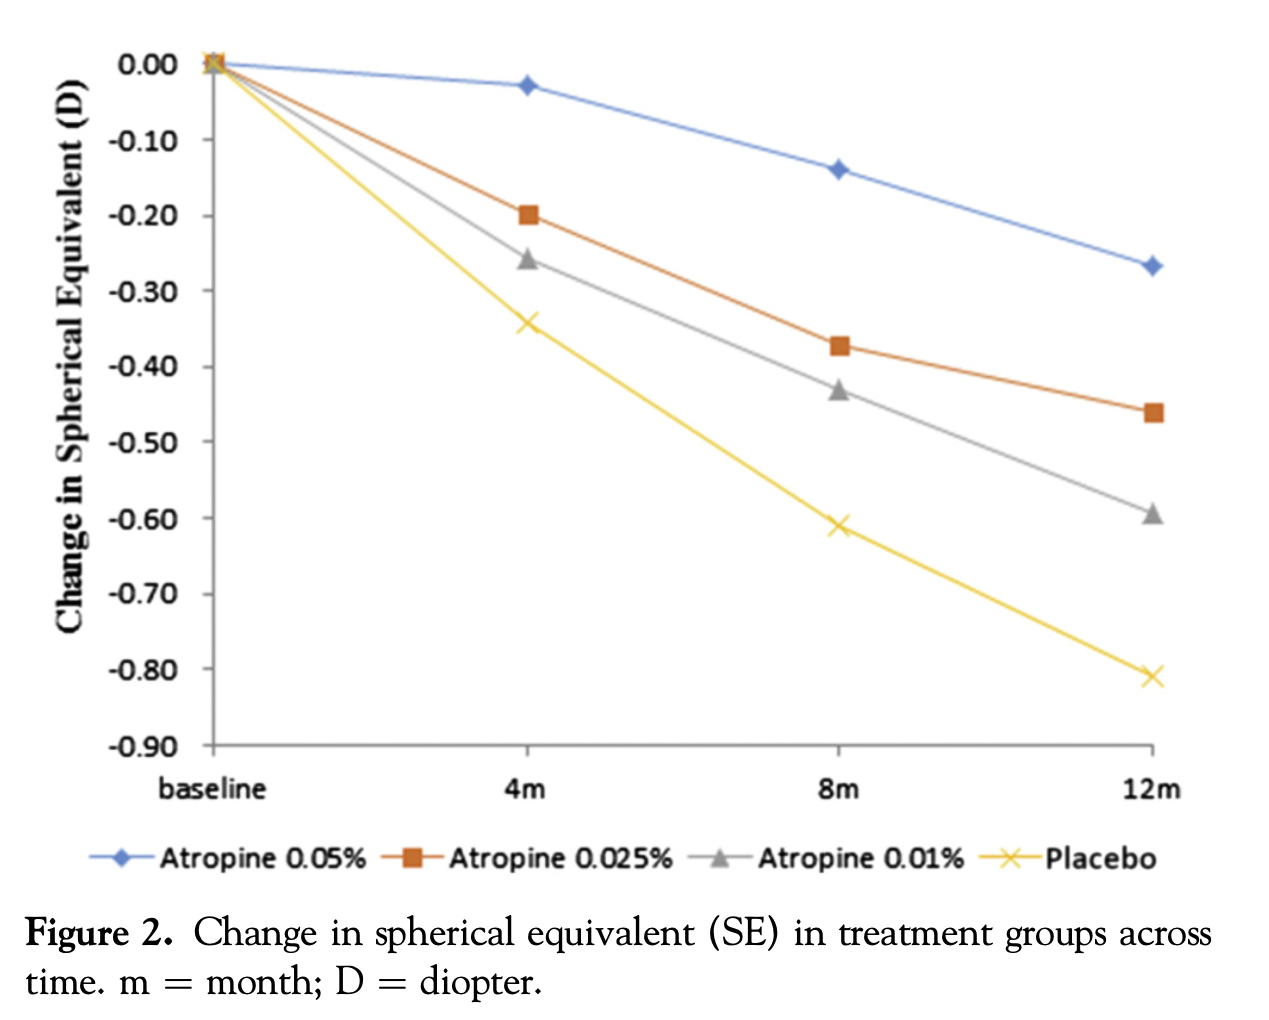 Change in Spherical Equivalent (D)
0.00
-0.10
-0.20
-0.30
-0.40
-0.50
-0.60
-0.70
-0.80
-0.90
baseline 4m 8m 12m
Atropine 0.05% Atropine 0.025% Atropine 0.01% Placebo
Figure 2. Change in spherical equivalent (SE) in treatment groups across
time. m = month; D = diopter.